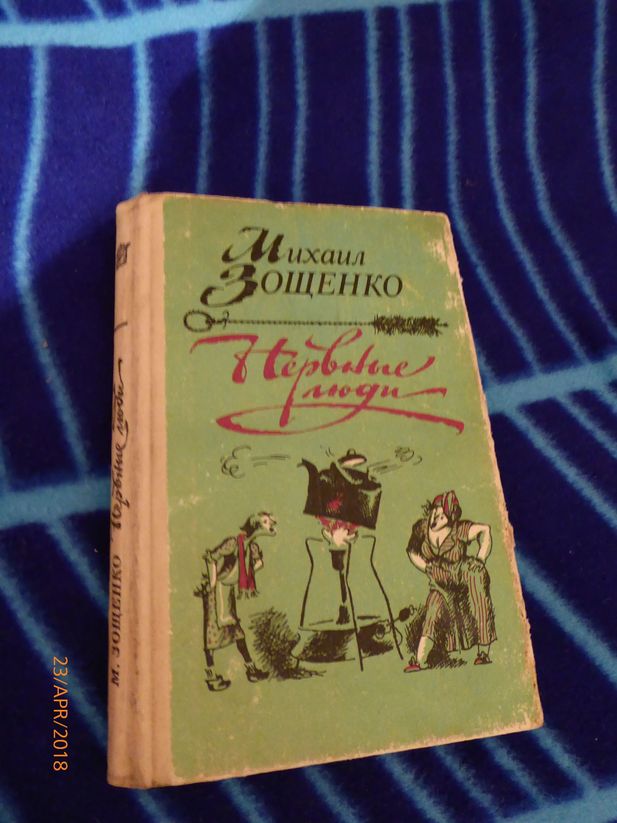 Михаил
ЗОЩЕНКО
Нервные
люди
М. ЗОЩЕНКО
Нервные люди
23/APR/2018